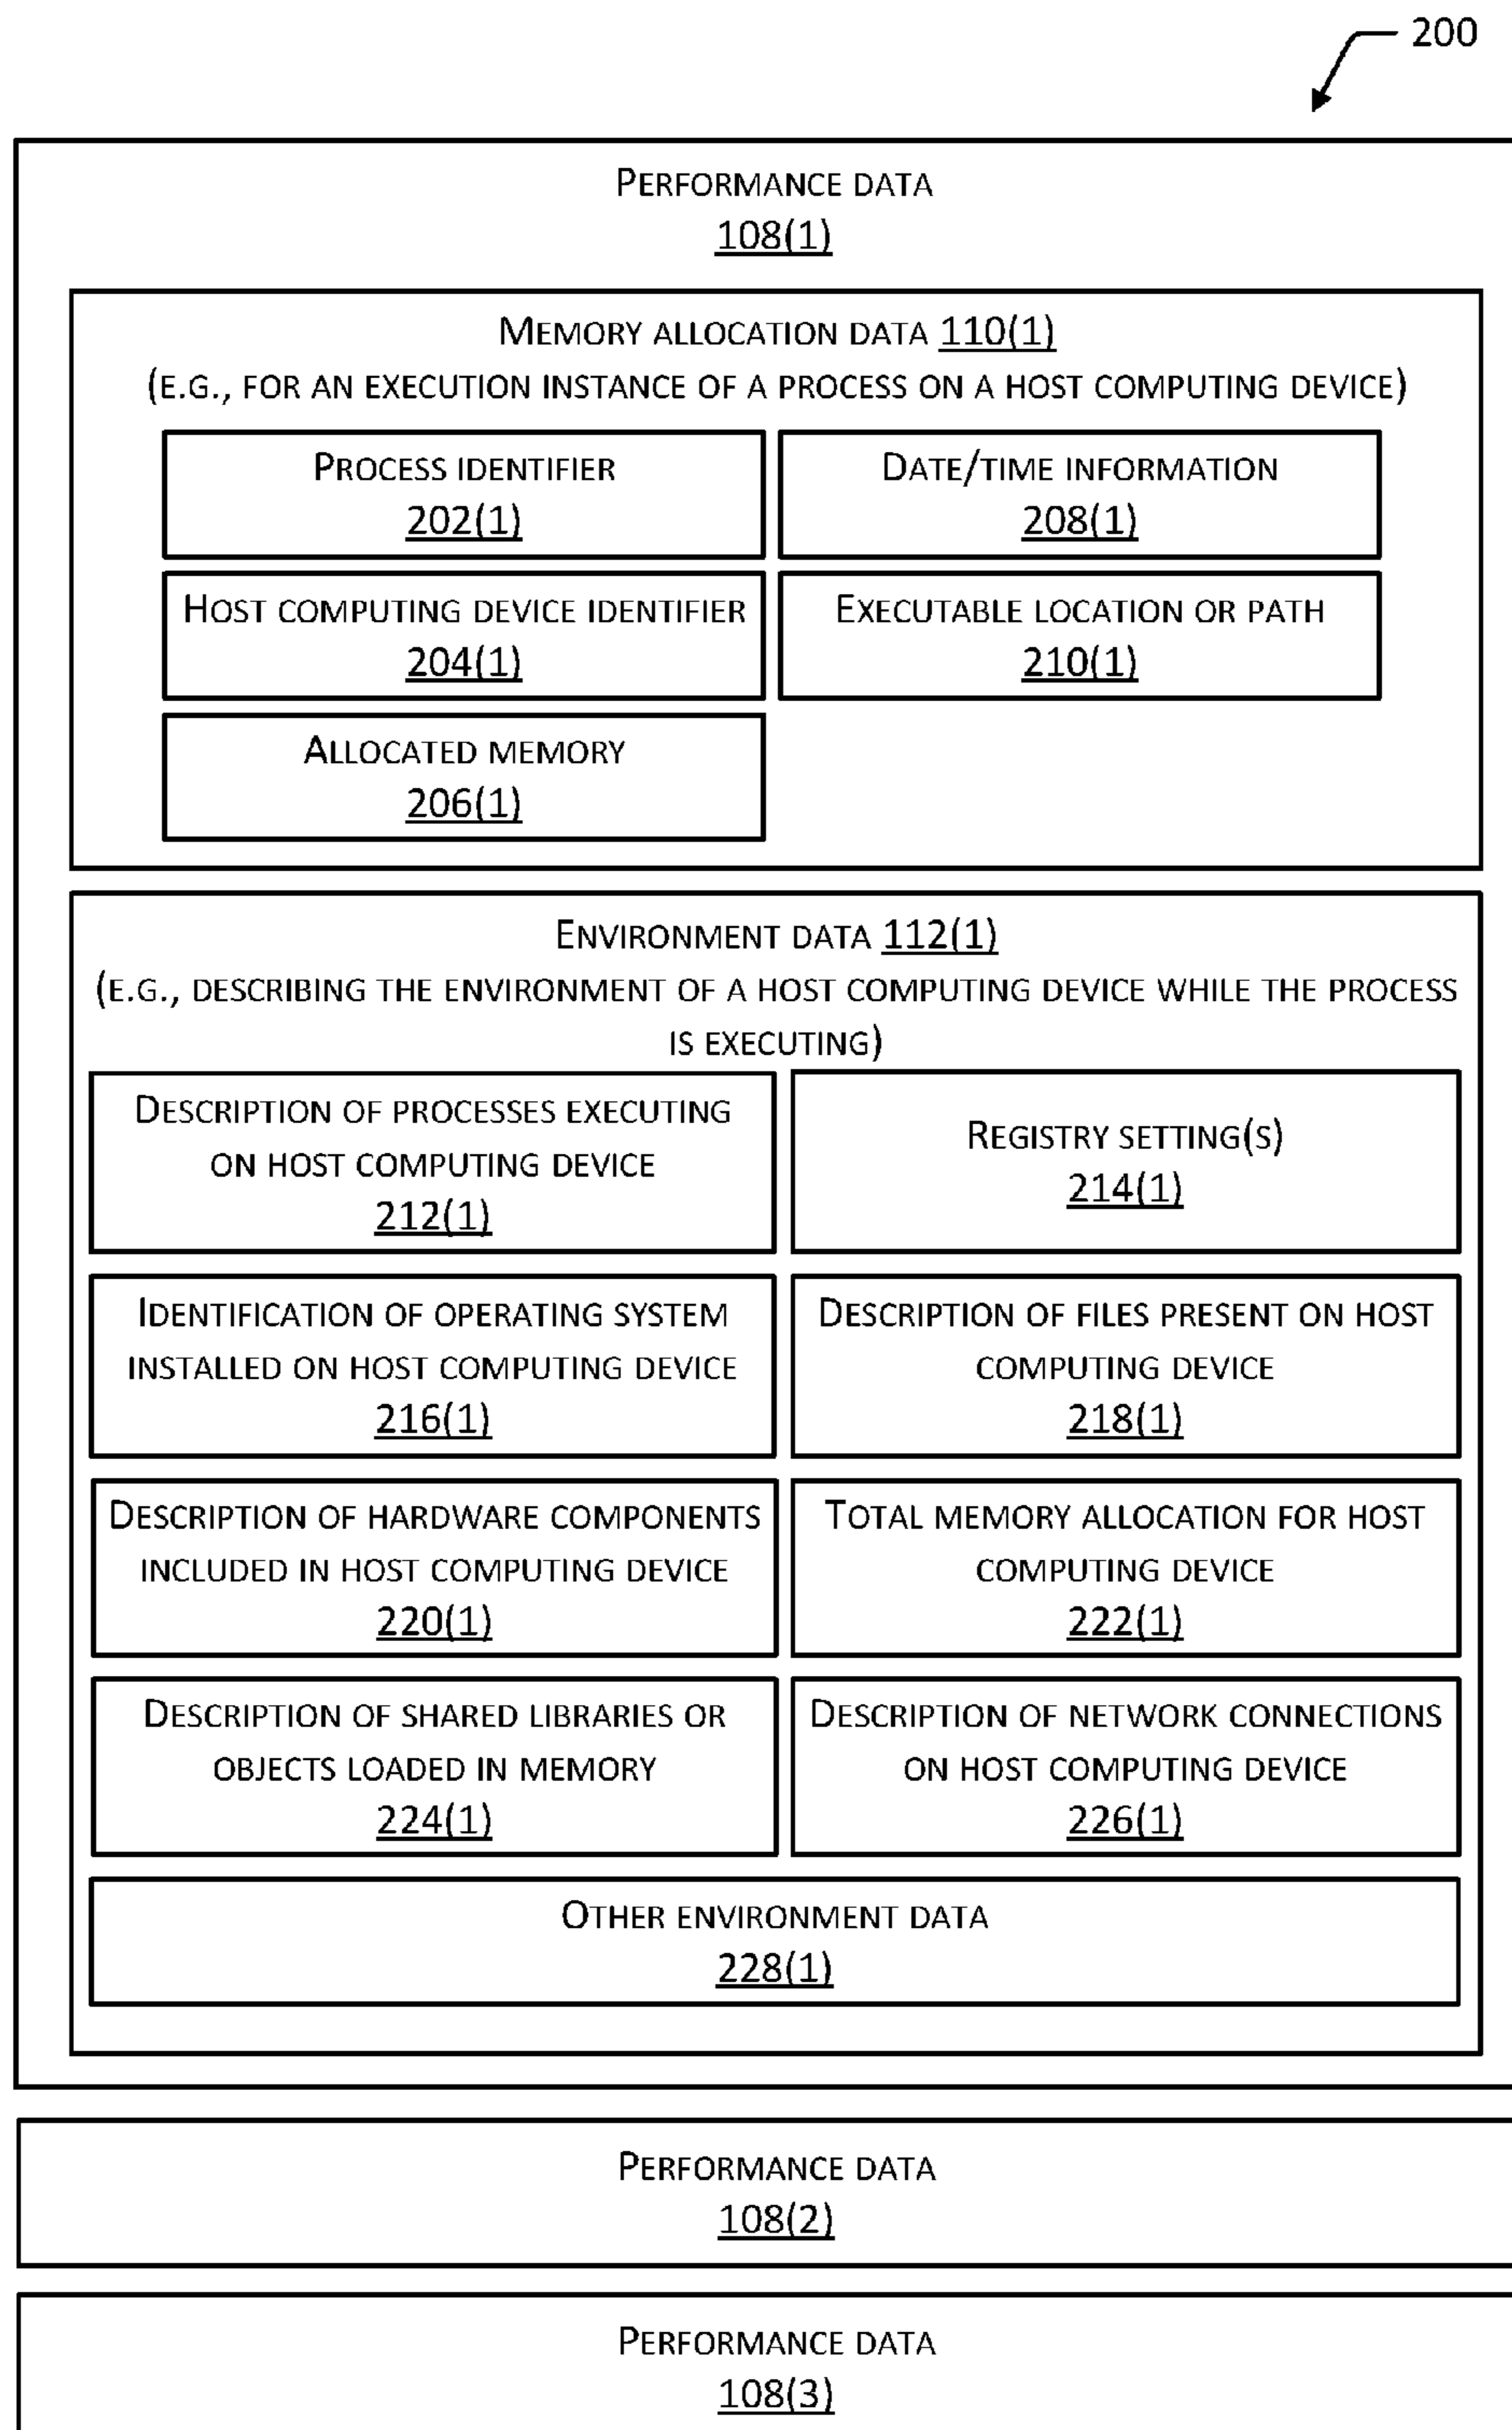 200
PERFORMANCE DATA
108(1)
MEMORY ALLOCATION DATA 110(1)
(E.G., FOR AN EXECUTION INSTANCE OF A PROCESS ON A HOST COMPUTING DEVICE)
PROCESS IDENTIFIER
202(1)
DATE/TIME INFORMATION
208(1)
HOST COMPUTING DEVICE IDENTIFIER
204(1)
EXECUTABLE LOCATION OR PATH
210(1)
ALLOCATED MEMORY
206(1)
ENVIRONMENT DATA 112(1)
(E.G., DESCRIBING THE ENVIRONMENT OF A HOST COMPUTING DEVICE WHILE THE PROCESS
IS EXECUTING)
DESCRIPTION OF PROCESSES EXECUTING
ON HOST COMPUTING DEVICE
212(1)
REGISTRY SETTING(S)
214(1)
IDENTIFICATION OF OPERATING SYSTEM
INSTALLED ON HOST COMPUTING DEVICE
216(1)
DESCRIPTION OF FILES PRESENT ON HOST
COMPUTING DEVICE
218(1)
DESCRIPTION OF HARDWARE COMPONENTS
INCLUDED IN HOST COMPUTING DEVICE
220(1)
TOTAL MEMORY ALLOCATION FOR HOST
COMPUTING DEVICE
222(1)
DESCRIPTION OF SHARED LIBRARIES OR
OBJECTS LOADED IN MEMORY
224(1)
DESCRIPTION OF NETWORK CONNECTIONS
ON HOST COMPUTING DEVICE
226(1)
OTHER ENVIRONMENT DATA
228(1)
PERFORMANCE DATA
108(2)
PERFORMANCE DATA
108(3)